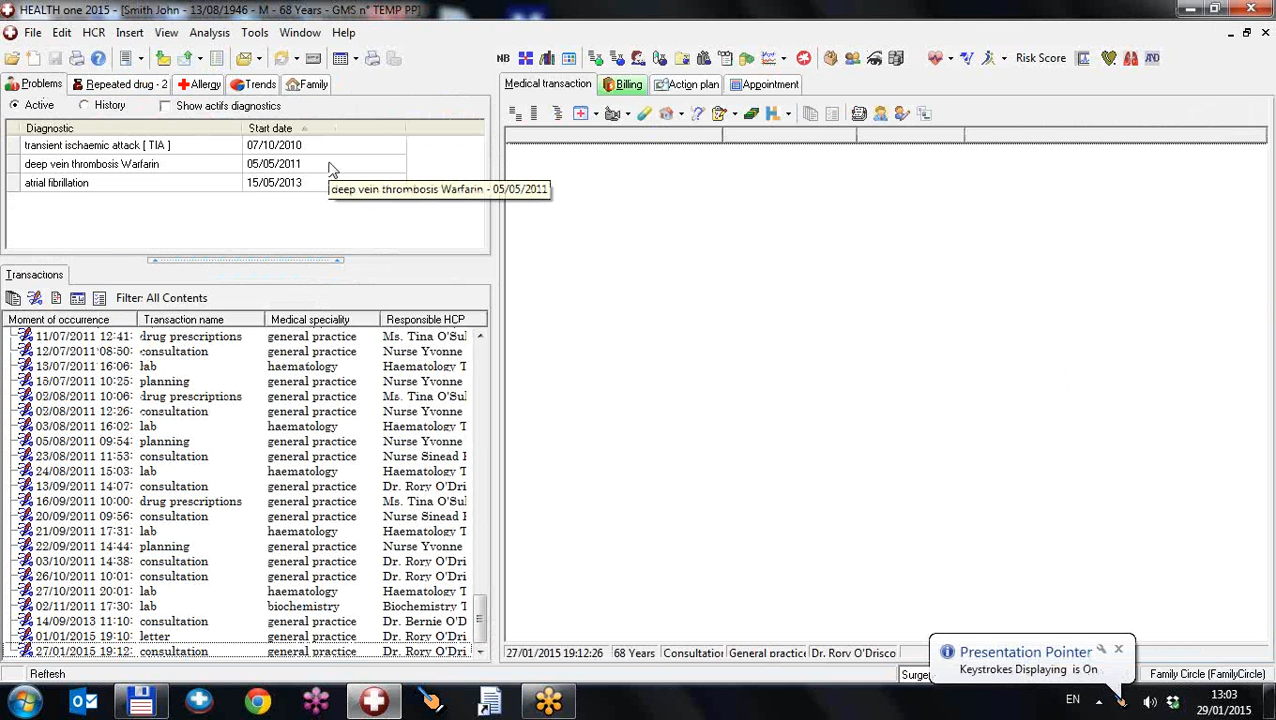 HEALTH one 2015 - [Smith John - 13/08/1946 - M - 68 Years - GMS n° TEMP PP]
File Edit HCR Insert View Analysis Tools Window Help
NB Risk Score AND
Problems Repeated drug - 2 Allergy Trends Family
Medical transaction Billing Action plan Appointment
Active History Show actifs diagnostics
Diagnostic Start date
transient ischaemic attack [ TIA ] 07/10/2010
deep vein thrombosis Warfarin 05/05/2011
atrial fibrillation 15/05/2013
deep vein thrombosis Warfarin - 05/05/2011
Transactions
Filter: All Contents
Moment of occurrence Transaction name Medical speciality Responsible HCP
11/07/2011 12:41: drug prescriptions general practice Ms. Tina O'Sul
12/07/2011 08:50: consultation general practice Nurse Yvonne
13/07/2011 16:06: lab haematology Haematology T
15/07/2011 10:25: planning general practice Nurse Yvonne
02/08/2011 10:06: drug prescriptions general practice Ms. Tina O'Sul
02/08/2011 12:26: consultation general practice Nurse Yvonne
03/08/2011 16:02: lab haematology Haematology T
05/08/2011 09:54: planning general practice Nurse Yvonne
23/08/2011 11:53: consultation general practice Nurse Sinead F
24/08/2011 15:03: lab haematology Haematology T
13/09/2011 14:07: consultation general practice Dr. Rory O'Dri
16/09/2011 10:00: drug prescriptions general practice Ms. Tina O'Sul
20/09/2011 09:56: consultation general practice Nurse Sinead F
21/09/2011 17:31: lab haematology Haematology T
22/09/2011 14:44: planning general practice Nurse Yvonne
03/10/2011 14:38: consultation general practice Dr. Rory O'Dri
26/10/2011 10:01: consultation general practice Dr. Rory O'Dri
27/10/2011 20:01: lab haematology Haematology T
02/11/2011 17:30: lab biochemistry Biochemistry T
14/09/2013 11:10: consultation general practice Dr. Bernie O'D
01/01/2015 19:10: letter general practice Dr. Rory O'Dri
27/01/2015 19:12: consultation general practice Dr. Rory O'Dri
27/01/2015 19:12:26 68 Years Consultatio General practice Dr. Rory O'Drisco
Presentation Pointer
Keystrokes Displaying is On
Refresh
Surge
Family Circle (FamilyCircle)
EN
13:03
29/01/2015